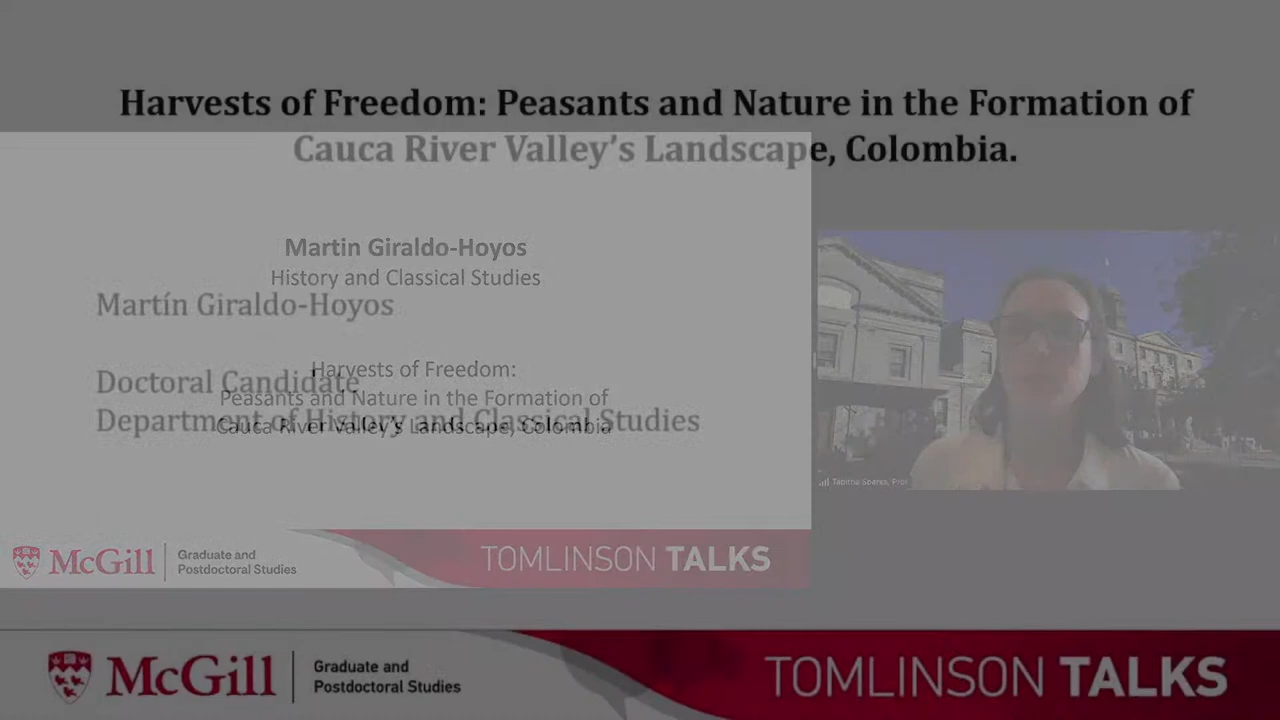 Harvests of Freedom: Peasants and Nature in the Formation of
Cauca River Valley's Landscape, Colombia.
Martin Giraldo-Hoyos
History and Classical Studies
Martín Giraldo-Hoyos
Harvests of Freedom:
Doctoral Candidate
Peasants and Nature in the Formation of
Department of History and Classical Studies
Cauca River Valley's Landscape, Colombia
Tabitha Sparks, Prof
McGill
Graduate and
Postdoctoral Studies
TOMLINSON TALKS
McGill
Graduate and
Postdoctoral Studies
TOMLINSON TALKS